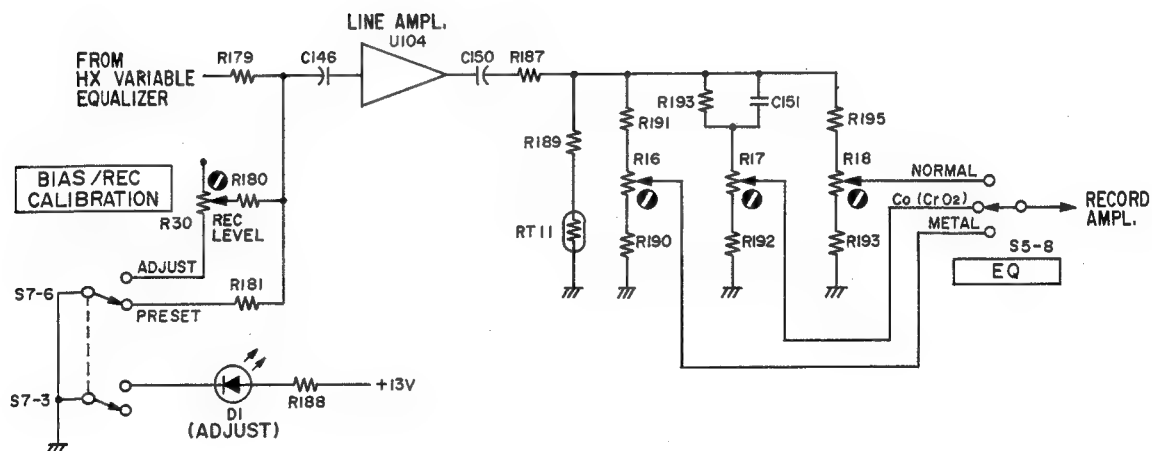 LINE AMPL.
U104
FROM
HX VARIABLE
EQUALIZER
R179
C146
C150
R187
R193
C151
R191
R195
R189
BIAS/REC
CALIBRATION
R180
R30
REC
LEVEL
R16
R17
R18
NORMAL
Co (CrO2)
METAL
RECORD
AMPL.
RT11
R190
R192
R193
S5-8
EQ
ADJUST
S7-6
R181
PRESET
S7-3
D1
(ADJUST)
R188
+13V